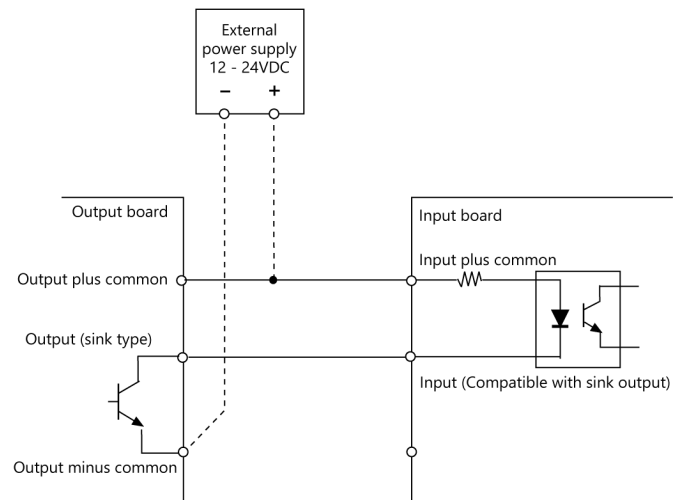 External
power supply
12 - 24VDC
− +
Output board
Input board
Input plus common
Output plus common
Output (sink type)
Input (Compatible with sink output)
Output minus common